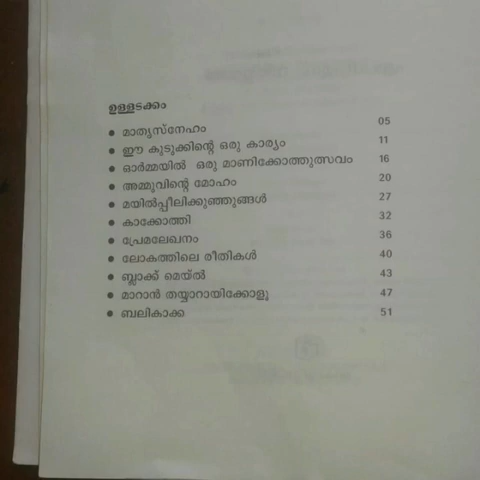 ഉള്ളടക്കം
● മാതൃസ്നേഹം 05
● ഈ കുടുക്കിന്റെ ഒരു കാര്യം 11
● ഓർമ്മയിൽ ഒരു മാണിക്കോത്തുത്സവം 16
● അമ്മുവിന്റെ മോഹം 20
● മയിൽപ്പീലിക്കുഞ്ഞുങ്ങൾ 27
● കാക്കോത്തി 32
● പ്രേമലേഖനം 36
● ലോകത്തിലെ രീതികൾ 40
● ബ്ലാക്ക് മെയ്ൽ 43
● മാറാൻ തയ്യാറായിക്കോളൂ 47
● ബലികാക്ക 51